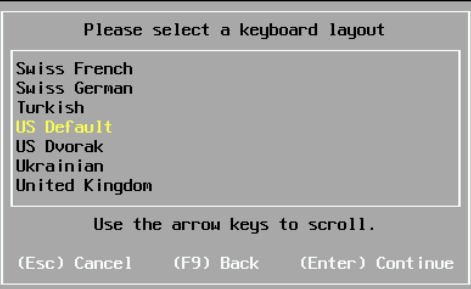 Please select a keyboard layout
Swiss French
Swiss German
Turkish
US Default
US Dvorak
Ukrainian
United Kingdom
Use the arrow keys to scroll.
(Esc) Cancel (F9) Back (Enter) Continue